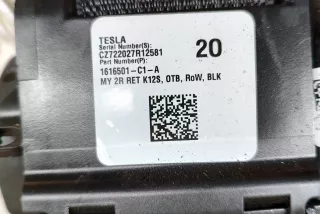 TESLA
Serial Number(S):
CZ722027R12581
20
Part Number(P):
1616501-C1-A
MY 2R RET K12S, OTB, RoW, BLK